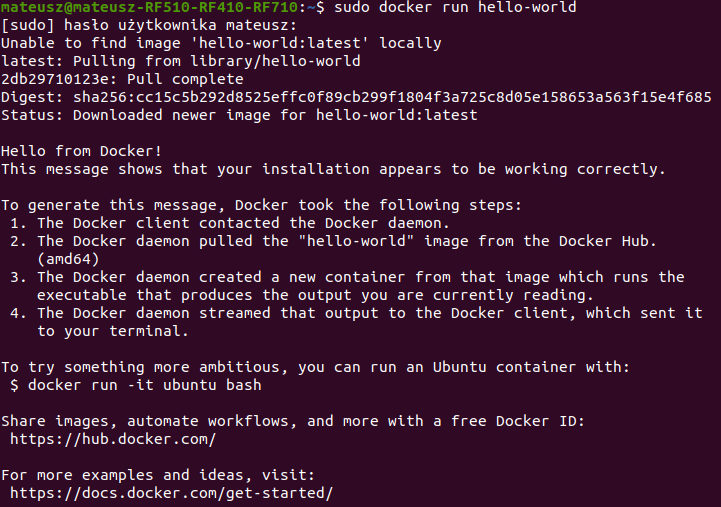 mateusz@mateusz-RF510-RF410-RF710:~$ sudo docker run hello-world
[sudo] hasło użytkownika mateusz:
Unable to find image 'hello-world:latest' locally
latest: Pulling from library/hello-world
2db29710123e: Pull complete
Digest: sha256:cc15c5b292d8525effc0f89cb299f1804f3a725c8d05e158653a563f15e4f685
Status: Downloaded newer image for hello-world:latest

Hello from Docker!
This message shows that your installation appears to be working correctly.

To generate this message, Docker took the following steps:
 1. The Docker client contacted the Docker daemon.
 2. The Docker daemon pulled the "hello-world" image from the Docker Hub.
    (amd64)
 3. The Docker daemon created a new container from that image which runs the
    executable that produces the output you are currently reading.
 4. The Docker daemon streamed that output to the Docker client, which sent it
    to your terminal.

To try something more ambitious, you can run an Ubuntu container with:
 $ docker run -it ubuntu bash

Share images, automate workflows, and more with a free Docker ID:
 https://hub.docker.com/

For more examples and ideas, visit:
 https://docs.docker.com/get-started/